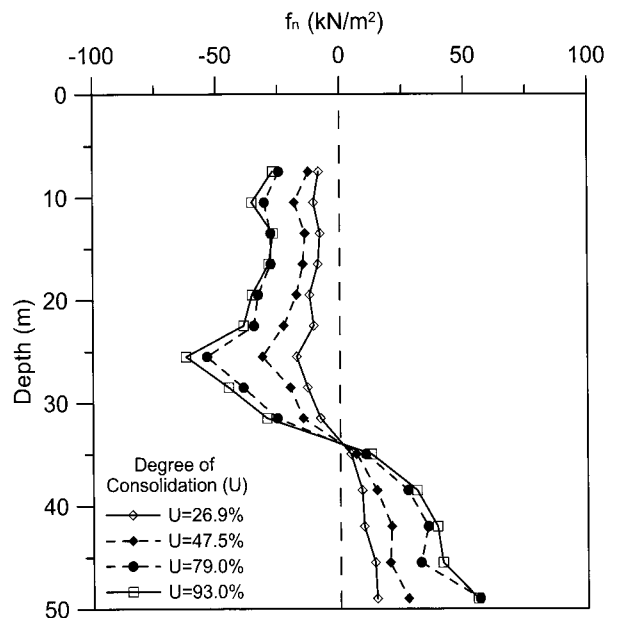 fn (kN/m²)
-100 -50 0 50 100
0
10
20
30
40
50
Depth (m)
Degree of
Consolidation (U)
U=26.9%
U=47.5%
U=79.0%
U=93.0%